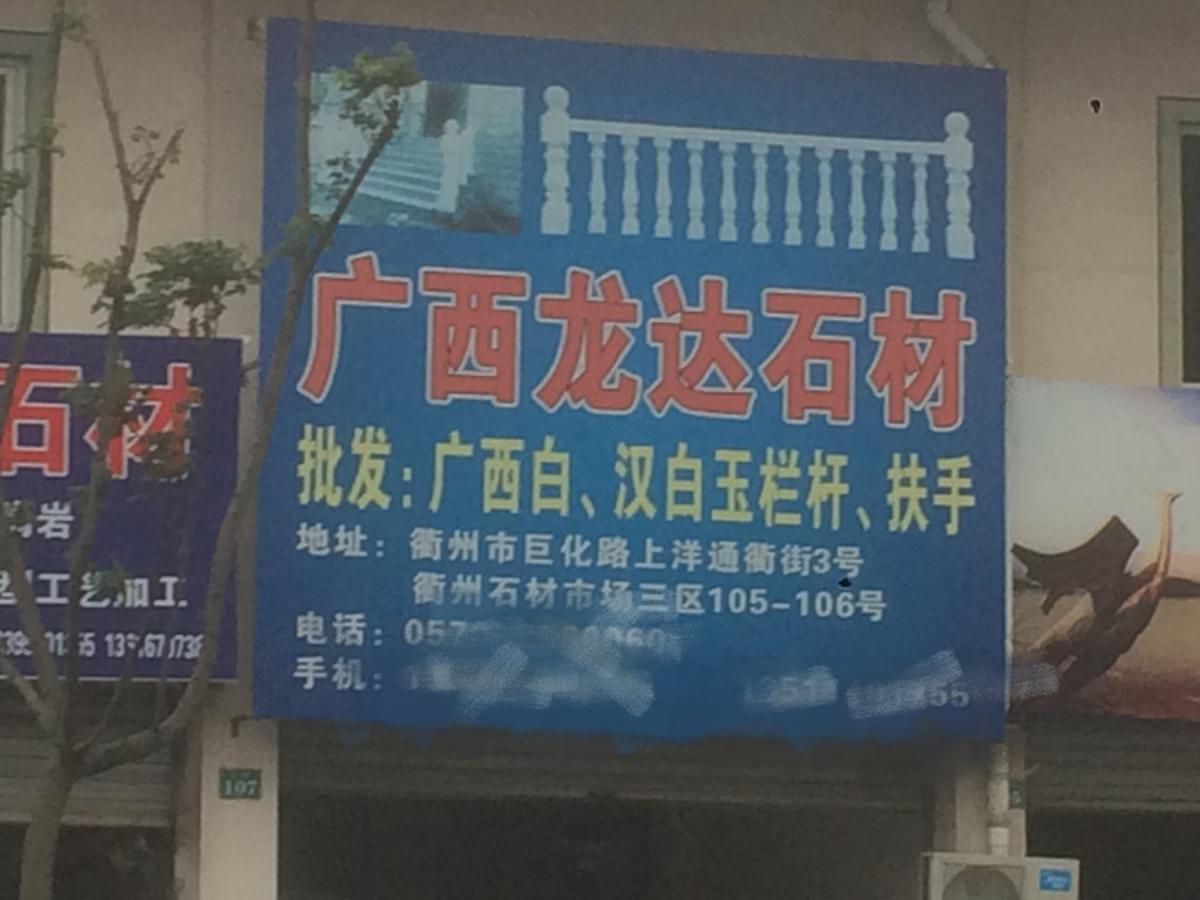 广西龙达石材
批发：广西白、汉白玉栏杆、扶手
地址：衢州市巨化路上洋通衢街3号
衢州石材市场三区105-106号
电话：
手机：
石材
岩
工艺加工
107